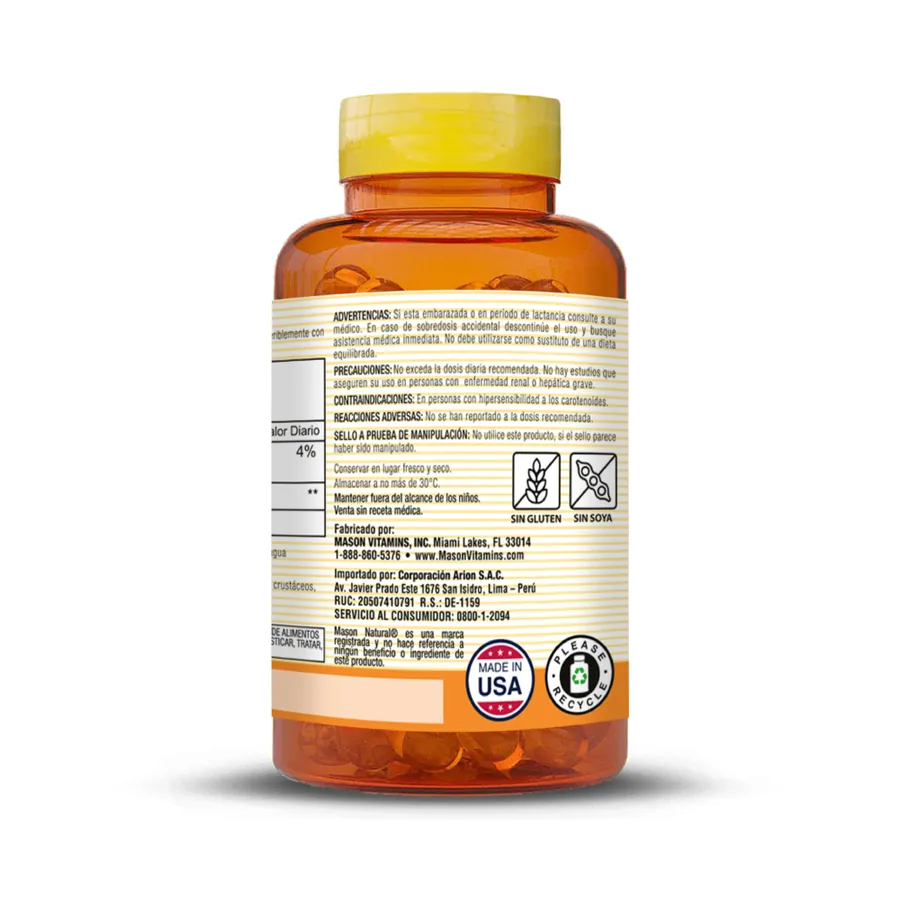 erriblemente con
alor Diario
4%
**
agua
crustáceos,
DE ALIMENTOS
STICAR, TRATAR,
ADVERTENCIAS: Si esta embarazada o en período de lactancia consulte a su
médico. En caso de sobredosis accidental descontinúe el uso y busque
asistencia médica inmediata. No debe utilizarse como sustituto de una dieta
equilibrada.
PRECAUCIONES: No exceda la dosis diaria recomendada. No hay estudios que
aseguren su uso en personas con enfermedad renal o hepática grave.
CONTRAINDICACIONES: En personas con hipersensibilidad a los carotenoides.
REACCIONES ADVERSAS: No se han reportado a la dosis recomendada.
SELLO A PRUEBA DE MANIPULACIÓN: No utilice este producto, si el sello parece
haber sido manipulado.
Conservar en lugar fresco y seco.
Almacenar a no más de 30°C.
Mantener fuera del alcance de los niños.
Venta sin receta médica.
SIN GLUTEN
SIN SOYA
Fabricado por:
MASON VITAMINS, INC. Miami Lakes, FL 33014
1-888-860-5376 • www.MasonVitamins.com
Importado por: Corporación Arion S.A.C.
Av. Javier Prado Este 1676 San Isidro, Lima – Perú
RUC: 20507410791 R.S.: DE-1159
SERVICIO AL CONSUMIDOR: 0800-1-2094
Mason Natural® es una marca
registrada y no hace referencia a
ningún beneficio o ingrediente de
esté producto.
MADE IN
USA
PLEASE
RECYCLE